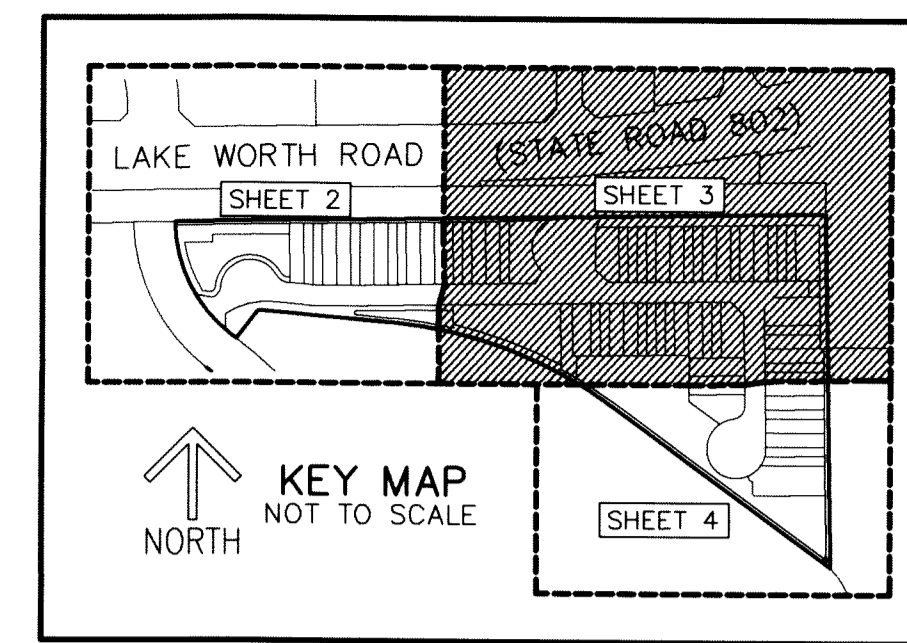 LAKE WORTH ROAD
(STATE ROAD 802)
SHEET 2
SHEET 3
KEY MAP
NOT TO SCALE
NORTH
SHEET 4